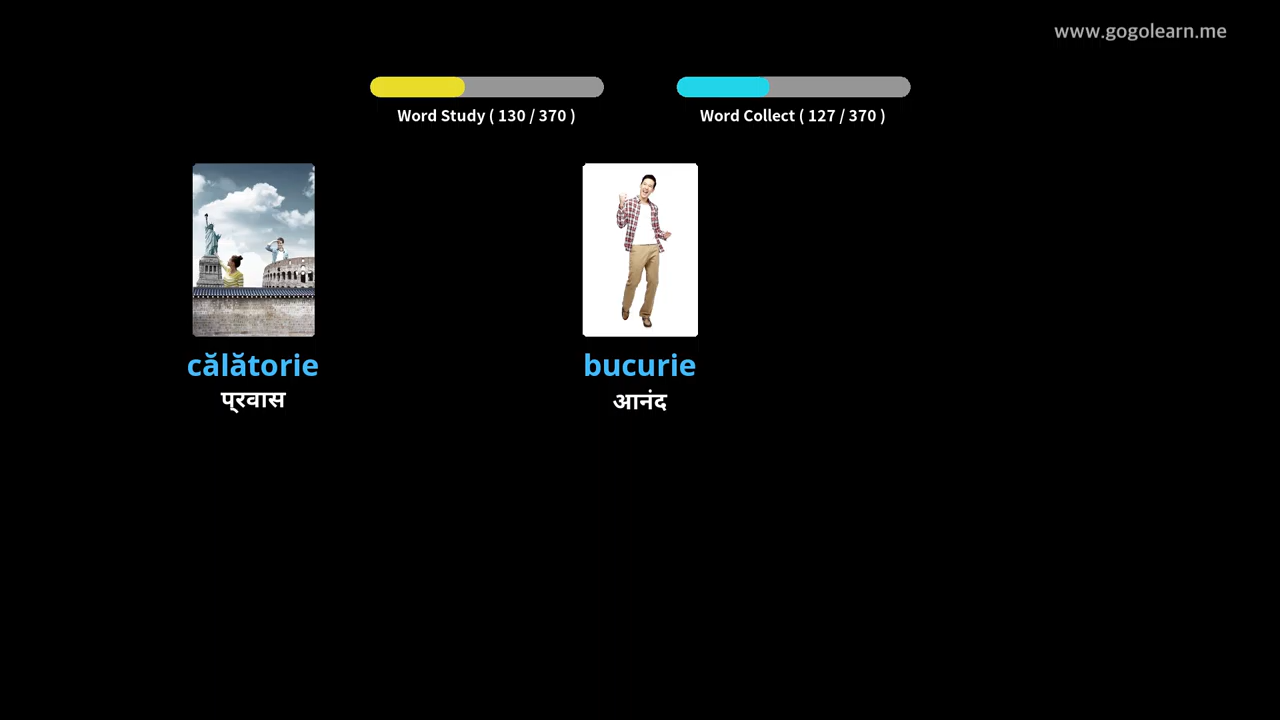 www.gogolearn.me
Word Study ( 130 / 370 )
Word Collect ( 127 / 370 )
călătorie
प्रवास
bucurie
आनंद